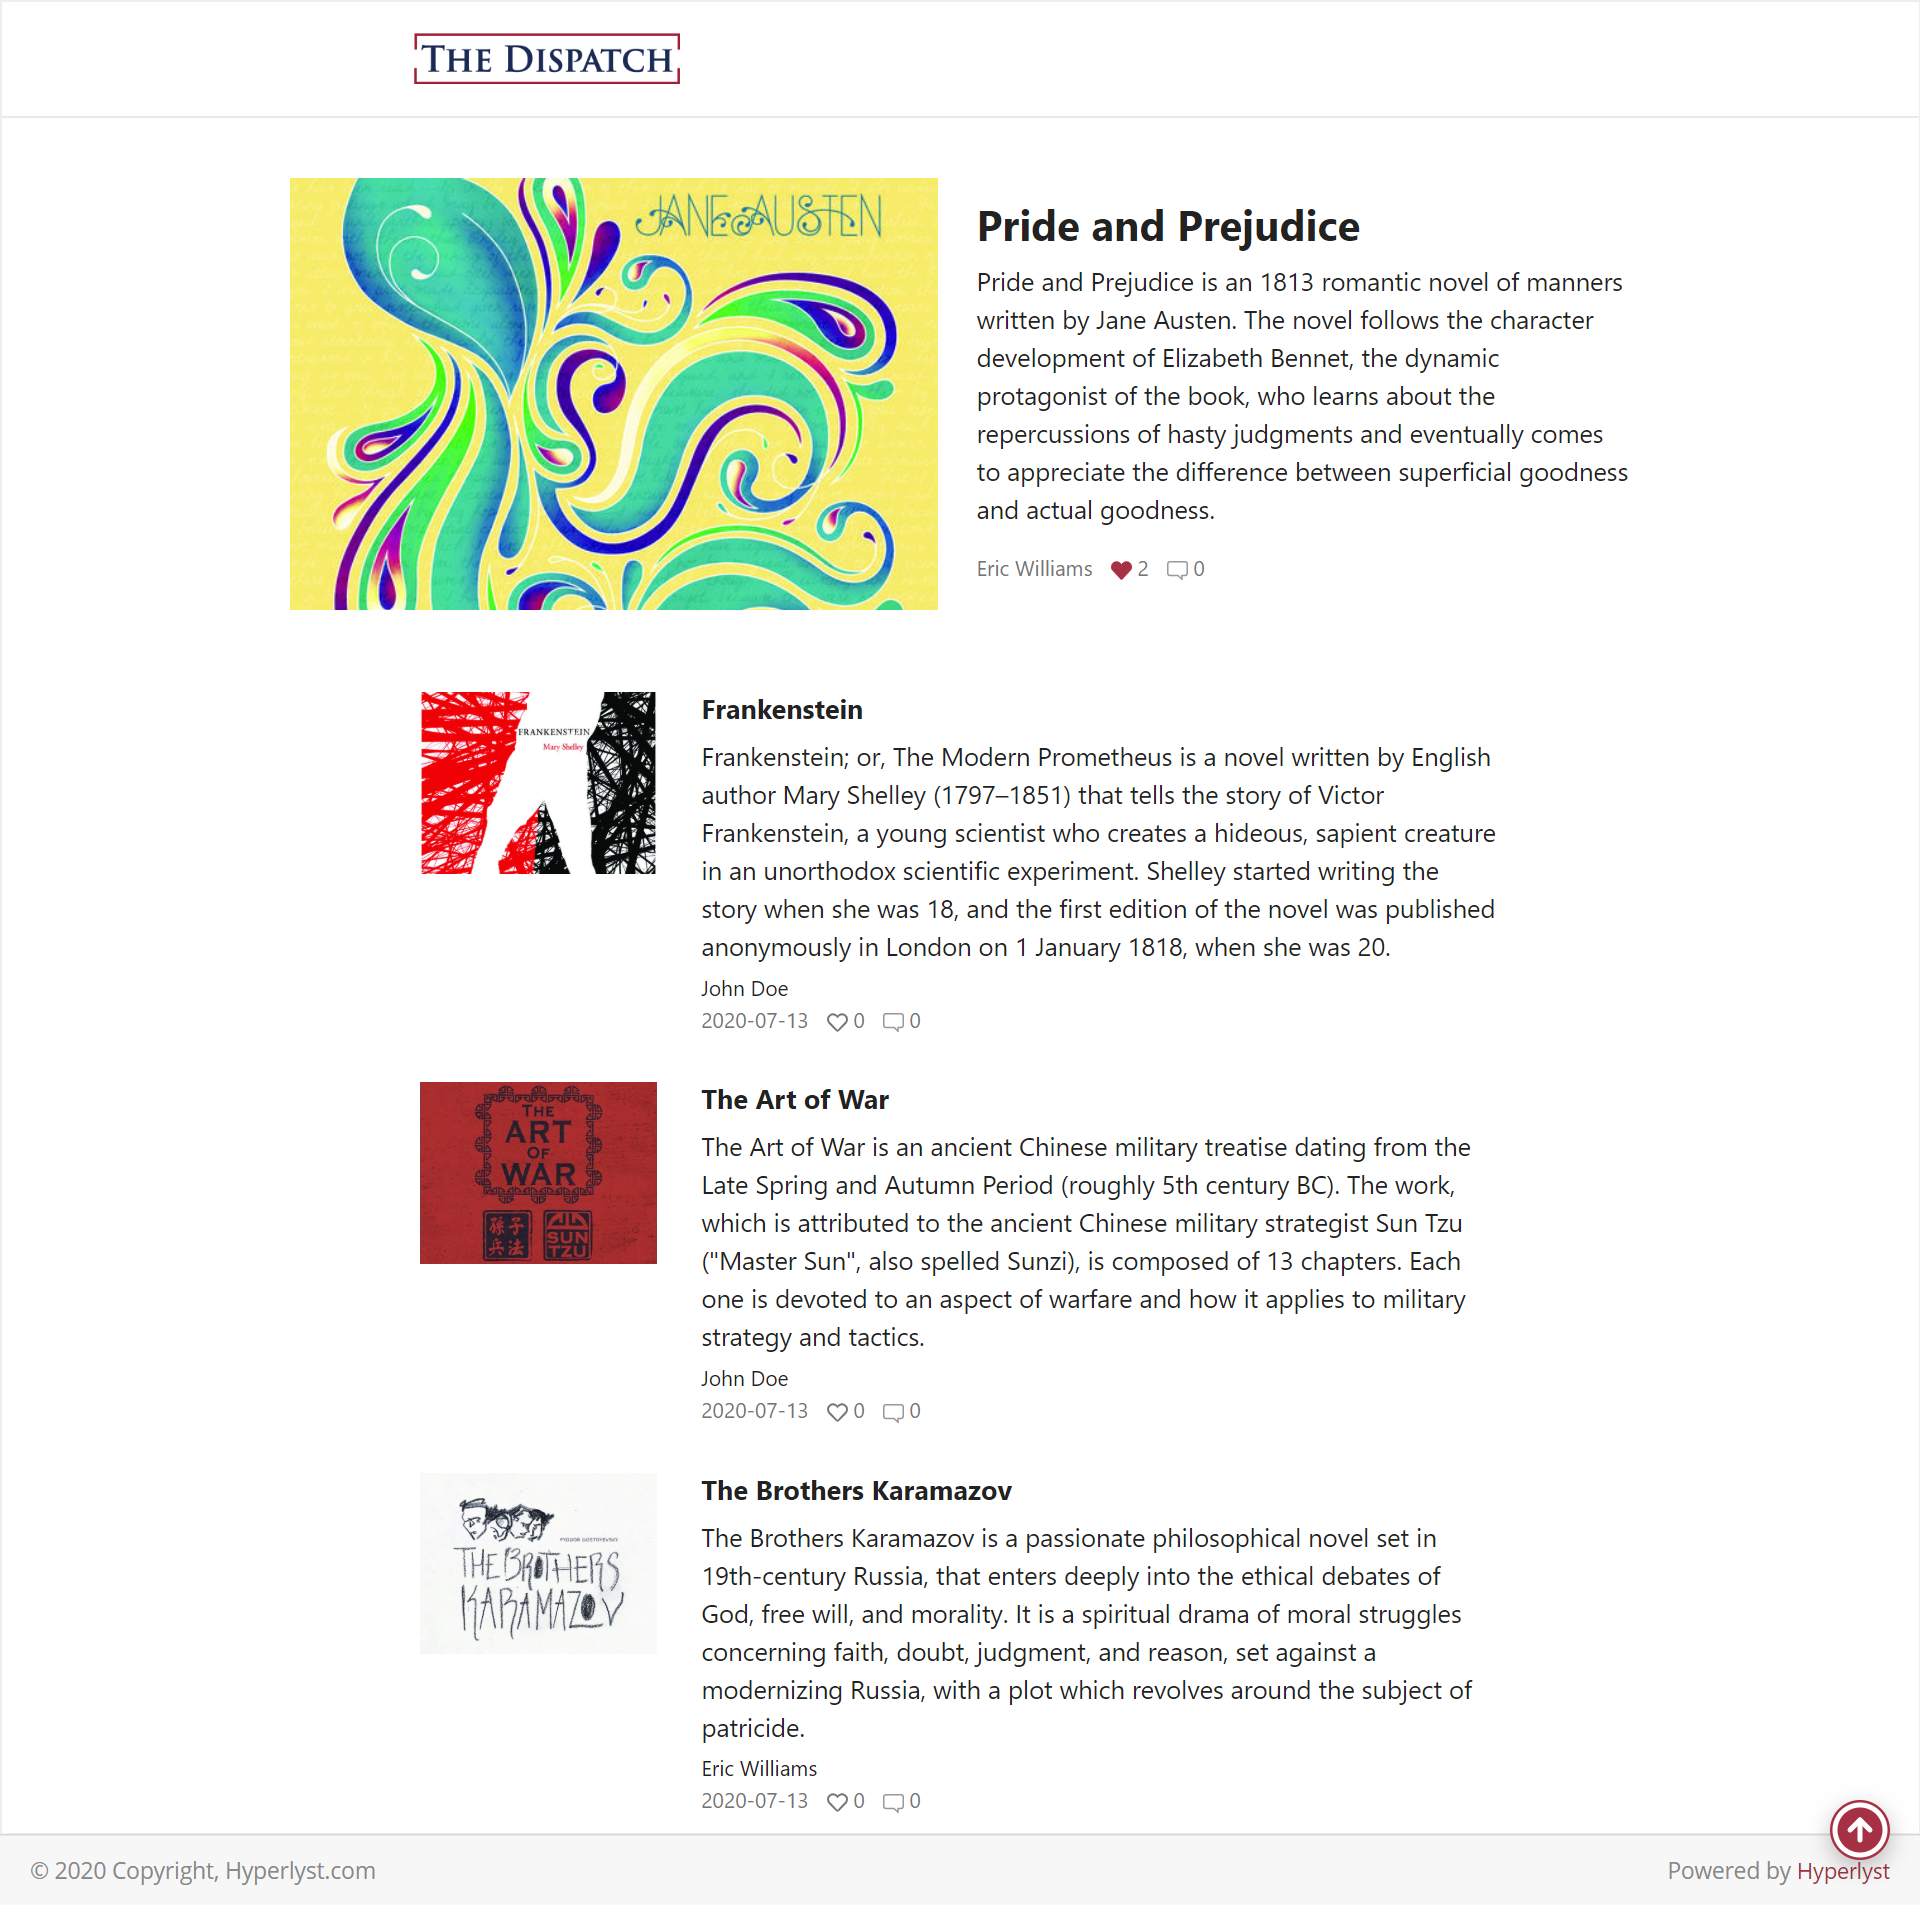 THE DISPATCH
JANE AUSTEN
Pride and Prejudice
Pride and Prejudice is an 1813 romantic novel of manners
written by Jane Austen. The novel follows the character
development of Elizabeth Bennet, the dynamic
protagonist of the book, who learns about the
repercussions of hasty judgments and eventually comes
to appreciate the difference between superficial goodness
and actual goodness.
Eric Williams 2 0
FRANKENSTEIN
Mary Shelley
Frankenstein
Frankenstein; or, The Modern Prometheus is a novel written by English
author Mary Shelley (1797–1851) that tells the story of Victor
Frankenstein, a young scientist who creates a hideous, sapient creature
in an unorthodox scientific experiment. Shelley started writing the
story when she was 18, and the first edition of the novel was published
anonymously in London on 1 January 1818, when she was 20.
John Doe
2020-07-13 0 0
THE
ART
OF
WAR
孫子
兵法
SUN
TZU
The Art of War
The Art of War is an ancient Chinese military treatise dating from the
Late Spring and Autumn Period (roughly 5th century BC). The work,
which is attributed to the ancient Chinese military strategist Sun Tzu
("Master Sun", also spelled Sunzi), is composed of 13 chapters. Each
one is devoted to an aspect of warfare and how it applies to military
strategy and tactics.
John Doe
2020-07-13 0 0
FYODOR DOSTOYEVSKY
THE BROTHERS
KARAMAZOV
The Brothers Karamazov
The Brothers Karamazov is a passionate philosophical novel set in
19th-century Russia, that enters deeply into the ethical debates of
God, free will, and morality. It is a spiritual drama of moral struggles
concerning faith, doubt, judgment, and reason, set against a
modernizing Russia, with a plot which revolves around the subject of
patricide.
Eric Williams
2020-07-13 0 0
© 2020 Copyright, Hyperlyst.com
Powered by Hyperlyst